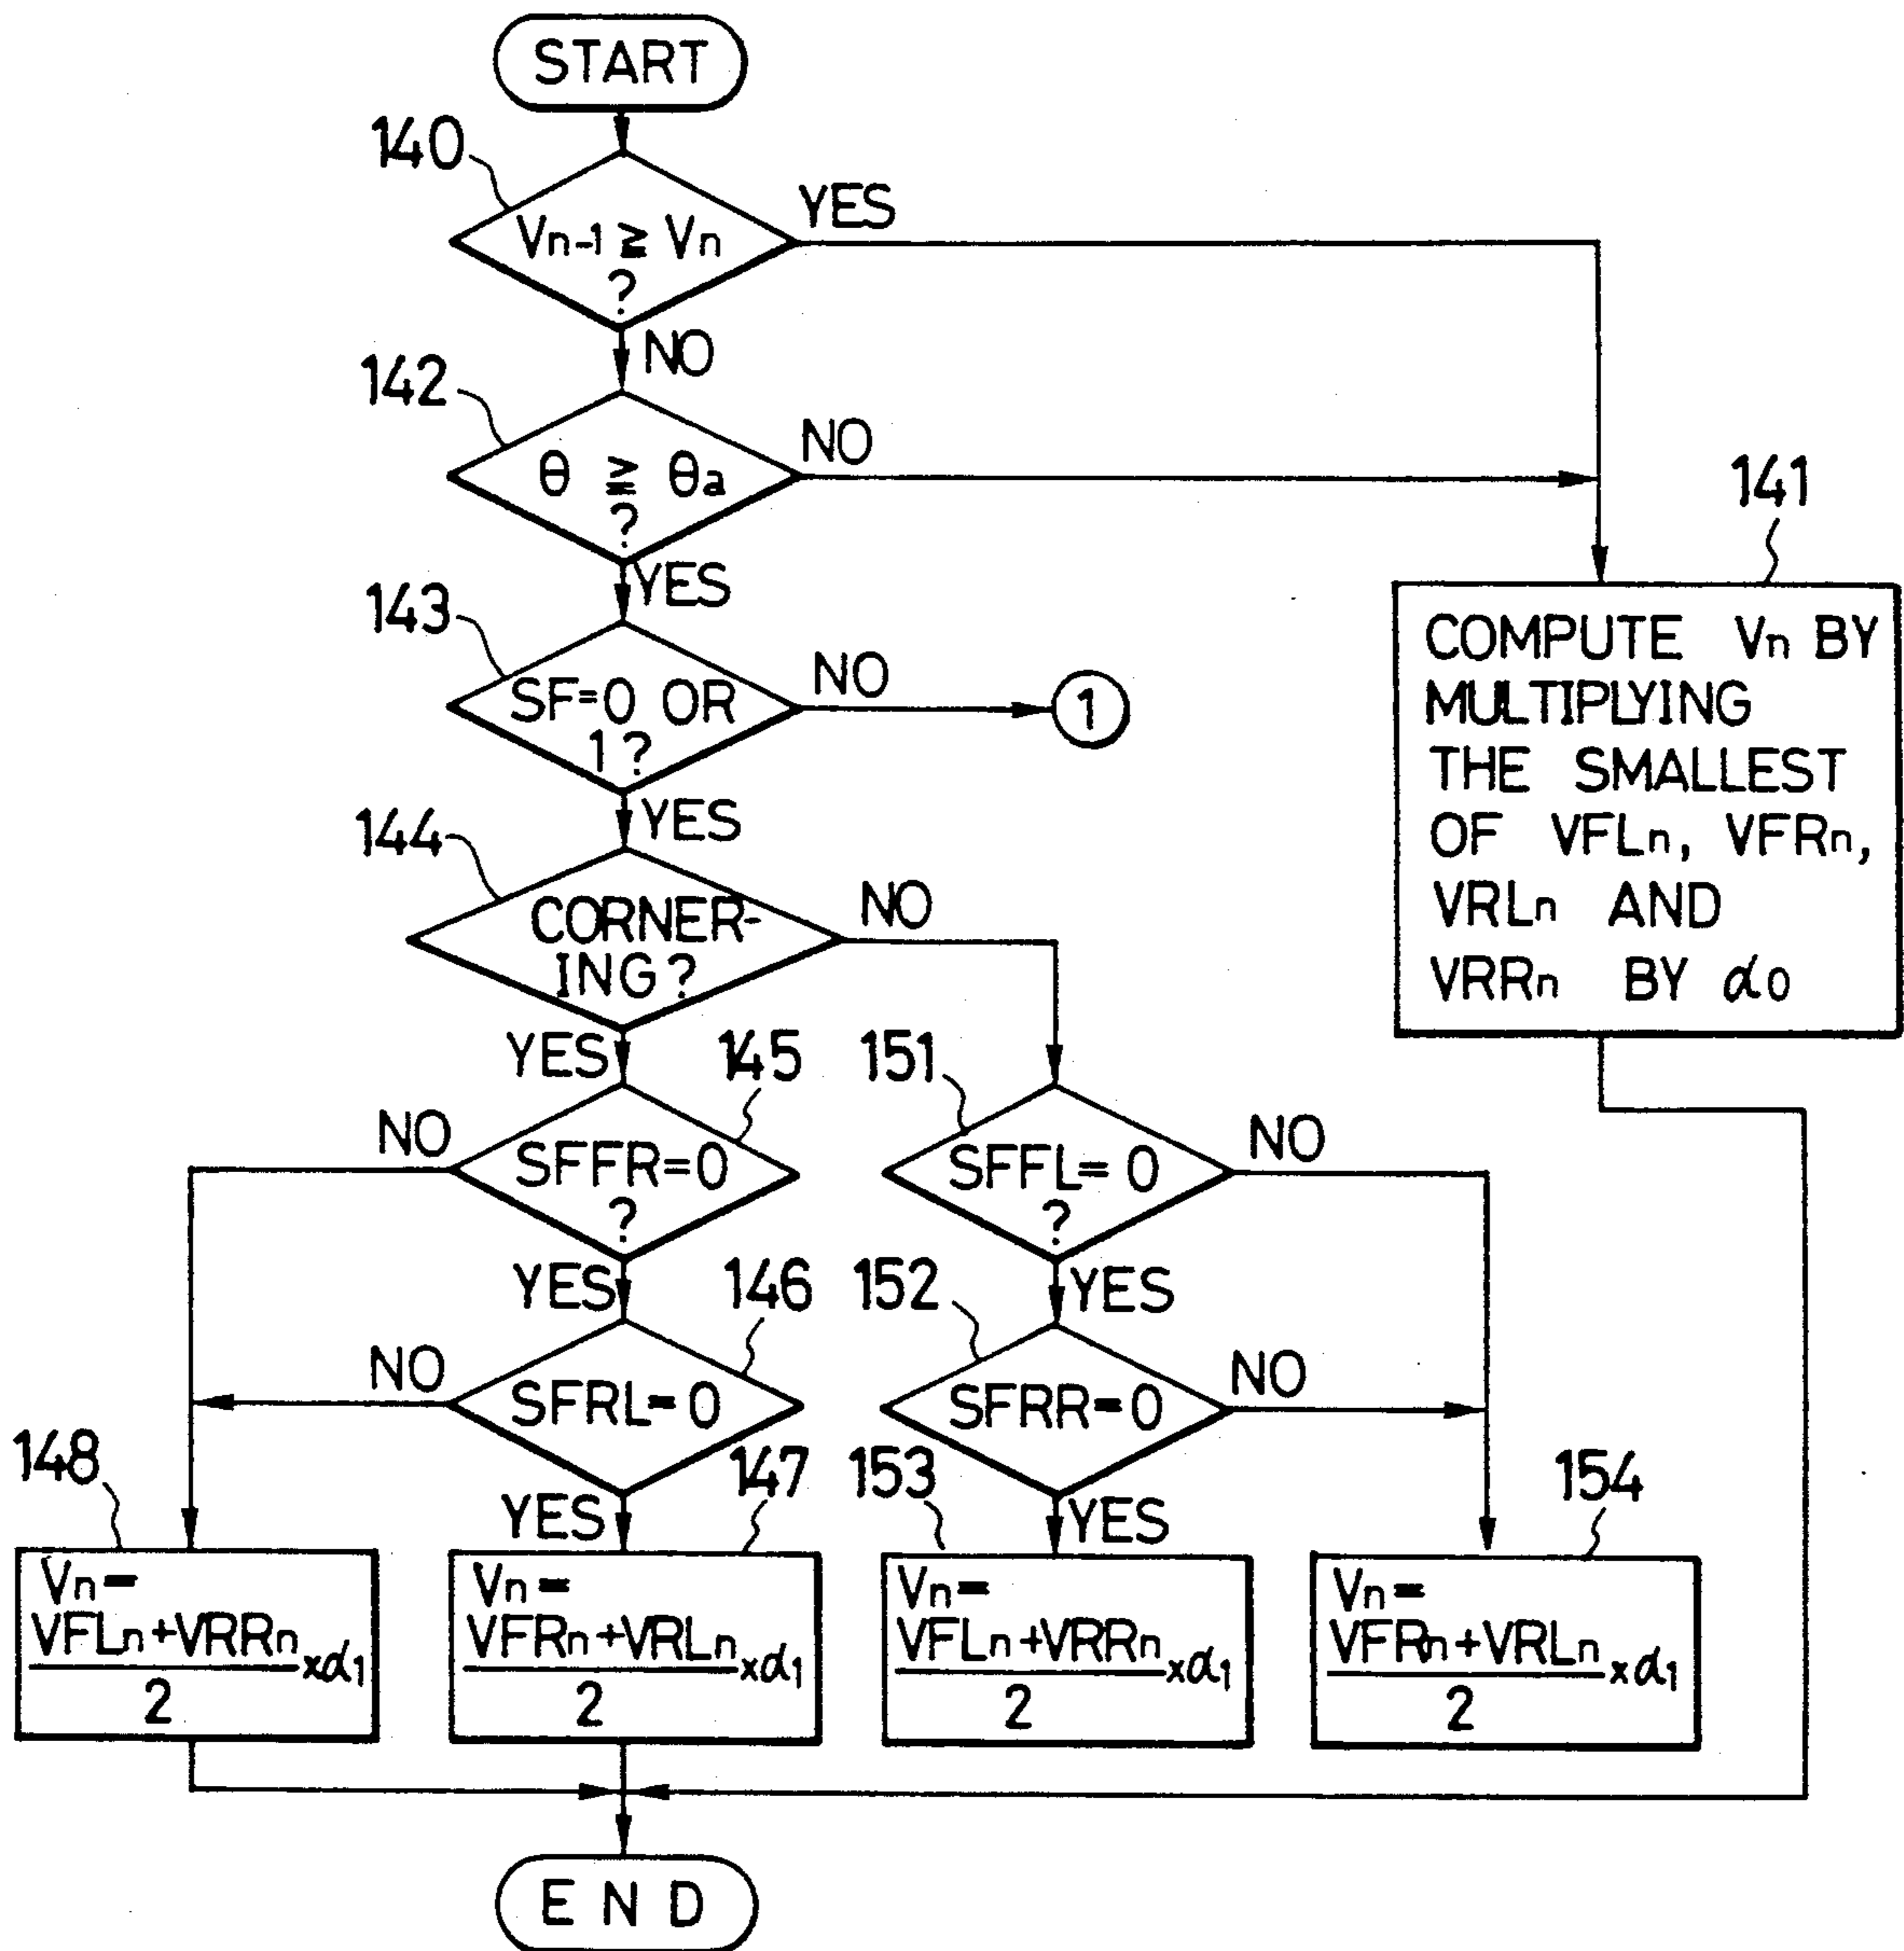 START
140
Vn-1 ≧ Vn
?
YES
NO
142
θ ≧ θa
?
NO
YES
141
COMPUTE Vn BY
MULTIPLYING
THE SMALLEST
OF VFLn, VFRn,
VRLn AND
VRRn BY α0
143
SF=0 OR
1 ?
NO
1
YES
144
CORNER-
ING?
NO
YES
145
SFFR=0
?
NO
YES
151
SFFL=0
?
NO
YES
146
SFRL=0
NO
YES
152
SFRR=0
NO
YES
148
Vn=
VFLn+VRRn
2
xα1
147
Vn=
VFRn+VRLn
2
xα1
153
Vn=
VFLn+VRRn
2
xα1
154
Vn=
VFRn+VRLn
2
xα1
END